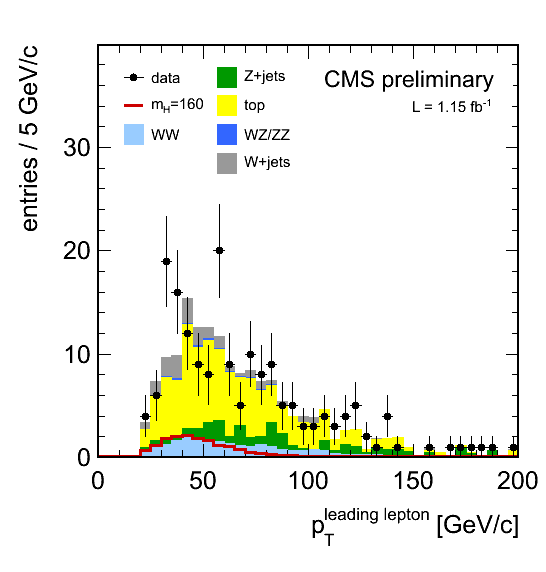 entries / 5 GeV/c
data
m_H=160
WW
Z+jets
top
WZ/ZZ
W+jets
CMS preliminary
L = 1.15 fb⁻¹
30
20
10
0
0 50 100 150 200
p_T^leading lepton [GeV/c]